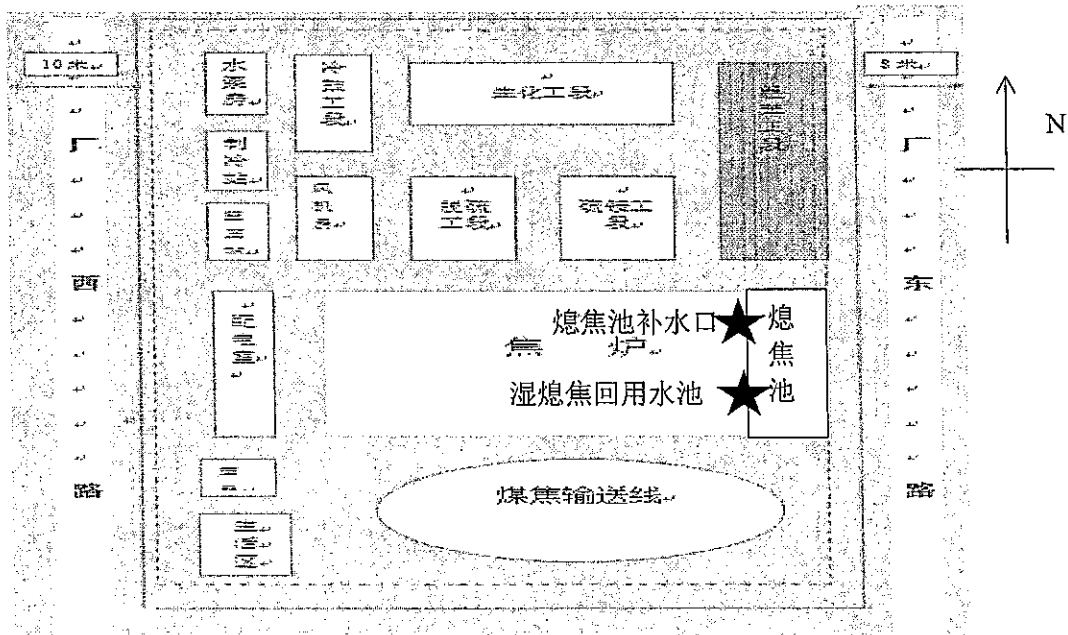 10米
8米
水泵房
冷鼓工段
生化工段
制冷站
风机房
脱硫工段
硫铵工段
厂西路
厂东路
N
配电室
焦 炉
熄焦池补水口
湿熄焦回用水池
熄焦池
煤焦输送线